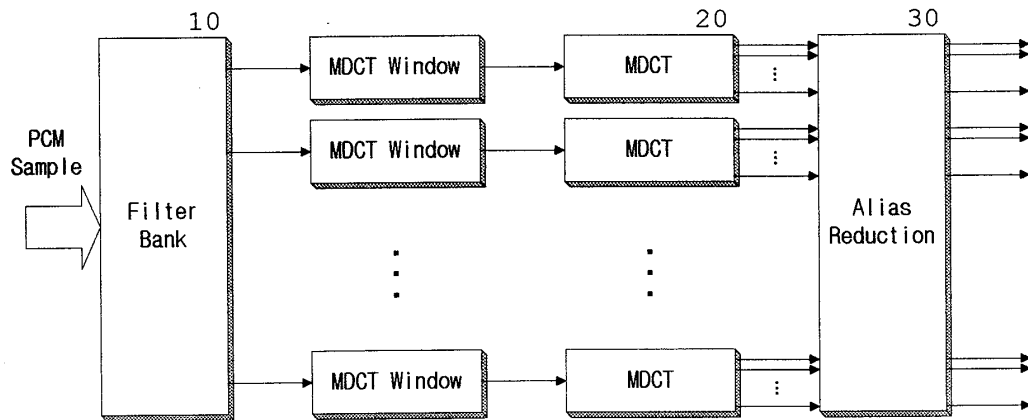 10
20
30
MDCT Window
MDCT
MDCT Window
MDCT
PCM
Sample
Filter
Bank
Alias
Reduction
MDCT Window
MDCT